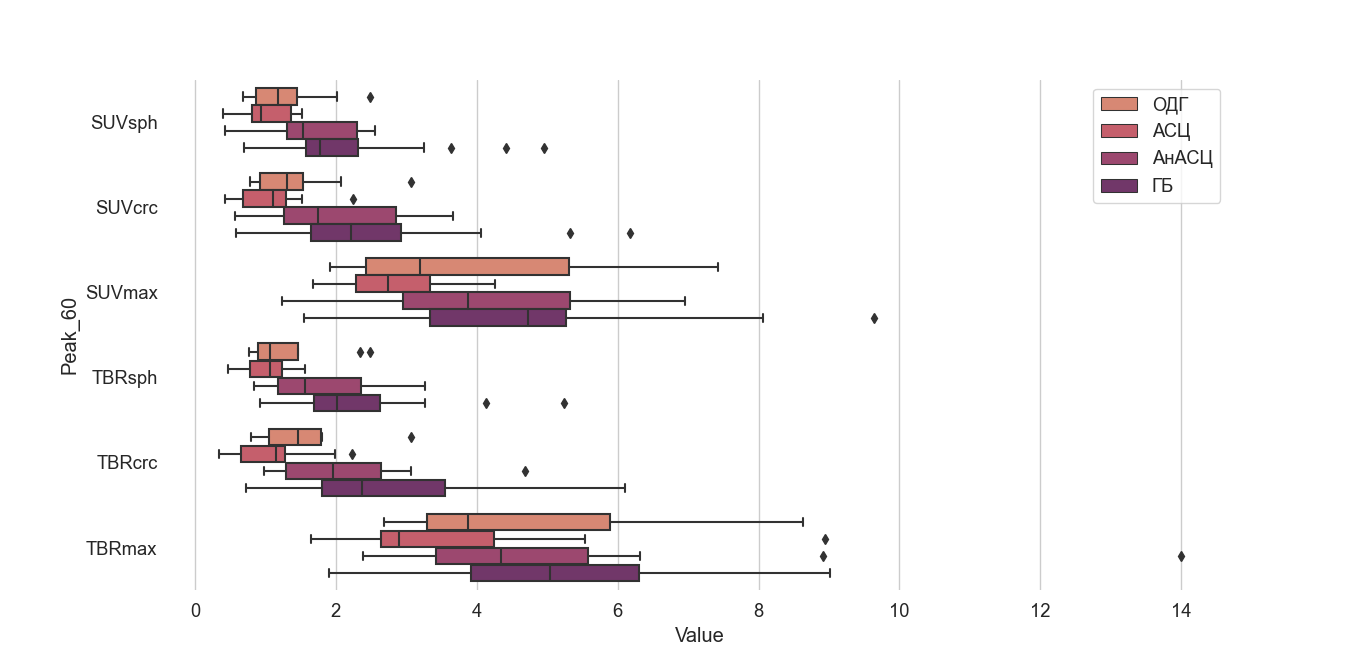 ОДГ
АСЦ
АнАСЦ
ГБ
Peak_60
SUVsph
SUVcrc
SUVmax
TBRsph
TBRcrc
TBRmax
0 2 4 6 8 10 12 14
Value